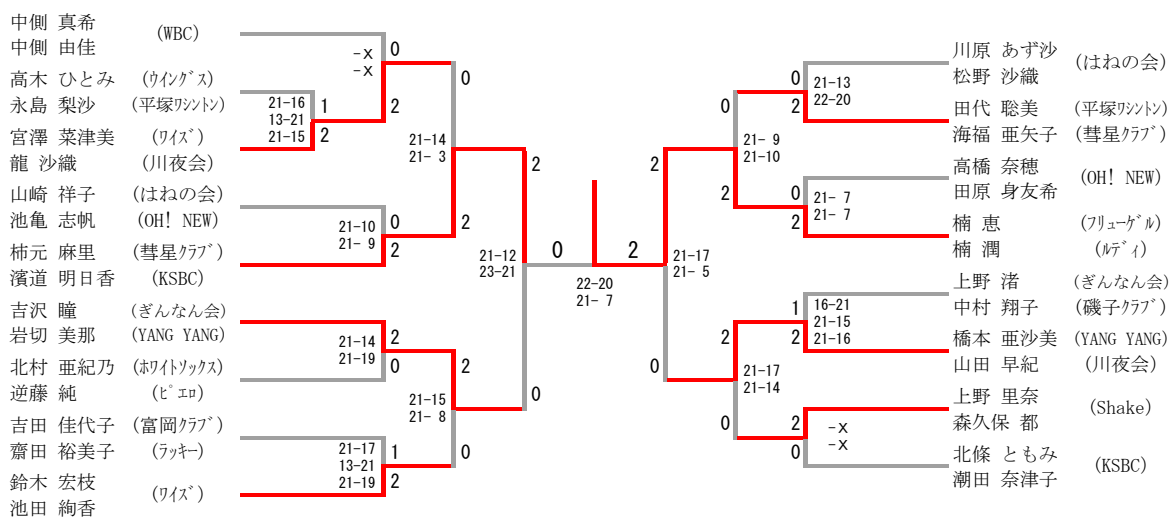 中側 真希
中側 由佳
(WBC)
高木 ひとみ (ウイングス)
永島 梨沙 (平塚ワシントン)
宮澤 菜津美 (ワイズ)
龍 沙織 (川夜会)
山崎 祥子 (はねの会)
池亀 志帆 (OH! NEW)
柿元 麻里 (彗星クラブ)
濱道 明日香 (KSBC)
吉沢 瞳 (ぎんなん会)
岩切 美那 (YANG YANG)
北村 亜紀乃 (ホワイトソックス)
逆藤 純 (ピエロ)
吉田 佳代子 (富岡クラブ)
齋田 裕美子 (ラッキー)
鈴木 宏枝
池田 絢香
(ワイズ)
-X
-X
0
2
21-16
13-21
21-15
1
2
21-10
21- 9
0
2
21-14
21-19
2
0
21-17
13-21
21-19
1
2
21-14
21- 3
0
2
21-15
21- 8
2
0
21-12
23-21
2
0
0
2
22-20
21- 7
21-17
21- 5
2
0
21- 9
21-10
0
2
21-17
21-14
2
0
21-13
22-20
0
2
21- 7
21- 7
0
2
16-21
21-15
21-16
1
2
-X
-X
2
0
川原 あず沙
松野 沙織
(はねの会)
田代 聡美 (平塚ワシントン)
海福 亜矢子 (彗星クラブ)
高橋 奈穂
田原 身友希
(OH! NEW)
楠 恵 (フリューゲル)
楠 潤 (ルディ)
上野 渚 (ぎんなん会)
中村 翔子 (磯子クラブ)
橋本 亜沙美 (YANG YANG)
山田 早紀 (川夜会)
上野 里奈
森久保 都
(Shake)
北條 ともみ
潮田 奈津子
(KSBC)